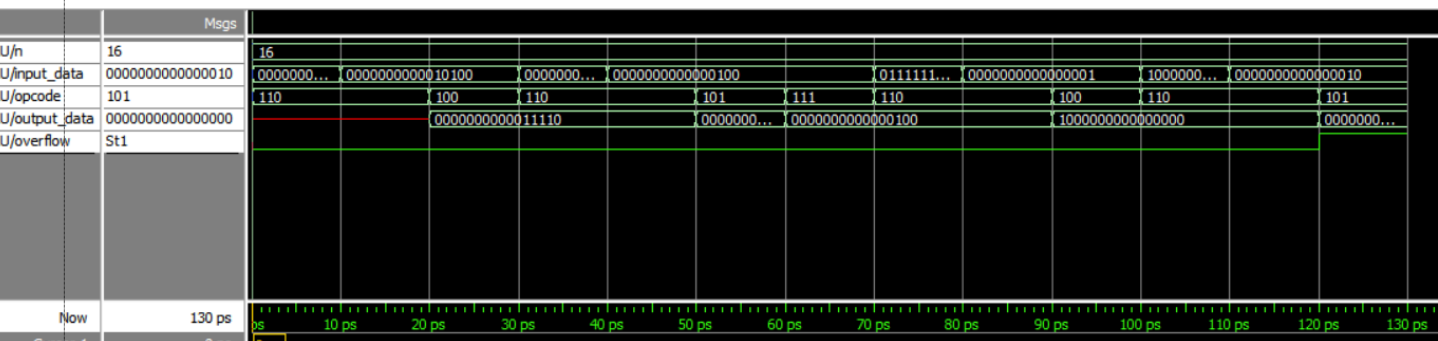 Msgs
U/n 16 16
U/input_data 0000000000000010 0000000... 0000000000010100 0000000... 0000000000000100 0111111... 0000000000000001 1000000... 0000000000000010
U/opcode 101 110 100 110 101 111 110 100 110 101
U/output_data 0000000000000000 0000000000011110 0000000... 0000000000000100 1000000000000000 0000000...
U/overflow St1
Now 130 ps ps 10 ps 20 ps 30 ps 40 ps 50 ps 60 ps 70 ps 80 ps 90 ps 100 ps 110 ps 120 ps 130 ps